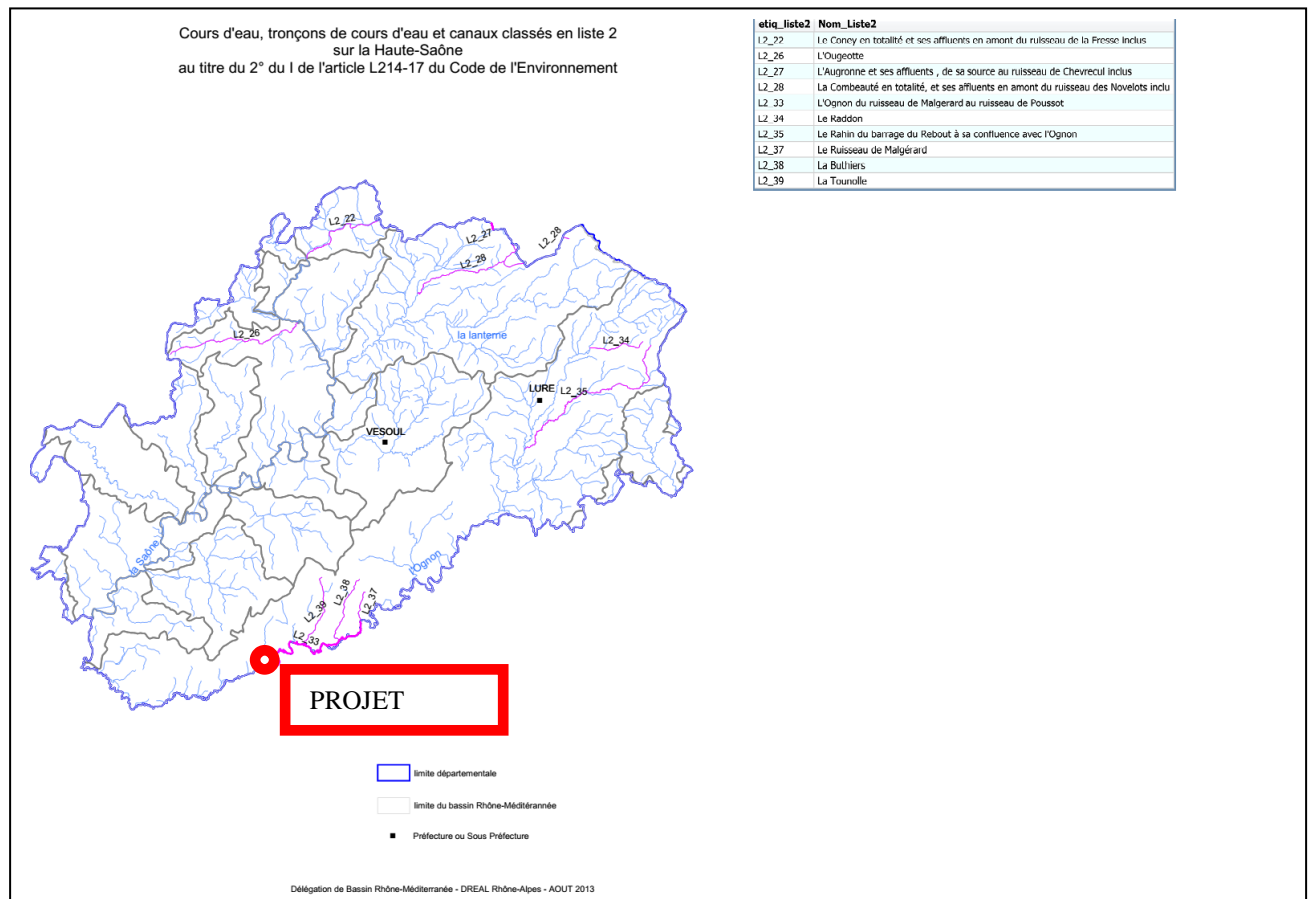 Cours d'eau, tronçons de cours d'eau et canaux classés en liste 2
sur la Haute-Saône
au titre du 2° du I de l'article L214-17 du Code de l'Environnement
etiq_liste2 Nom_Liste2
L2_22 Le Coney en totalité et ses affluents en amont du ruisseau de la Fresse inclus
L2_26 L'Ougeotte
L2_27 L'Augronne et ses affluents , de sa source au ruisseau de Chevrecul inclus
L2_28 La Combeauté en totalité, et ses affluents en amont du ruisseau des Novelots inclu
L2_33 L'Ognon du ruisseau de Malgerard au ruisseau de Poussot
L2_34 Le Raddon
L2_35 Le Rahin du barrage du Rebout à sa confluence avec l'Ognon
L2_37 Le Ruisseau de Malgérard
L2_38 La Buthiers
L2_39 La Tounolle
L2_22
L2_27
L2_28
L2_28
L2_26
la lanterne
L2_34
LURE
L2_35
VESOUL
la Saône
l'Ognon
L2_39
L2_38
L2_37
L2_33
PROJET
limite départementale
limite du bassin Rhône-Méditérannée
Préfecture ou Sous Préfecture
Délégation de Bassin Rhône-Méditerranée - DREAL Rhône-Alpes - AOUT 2013